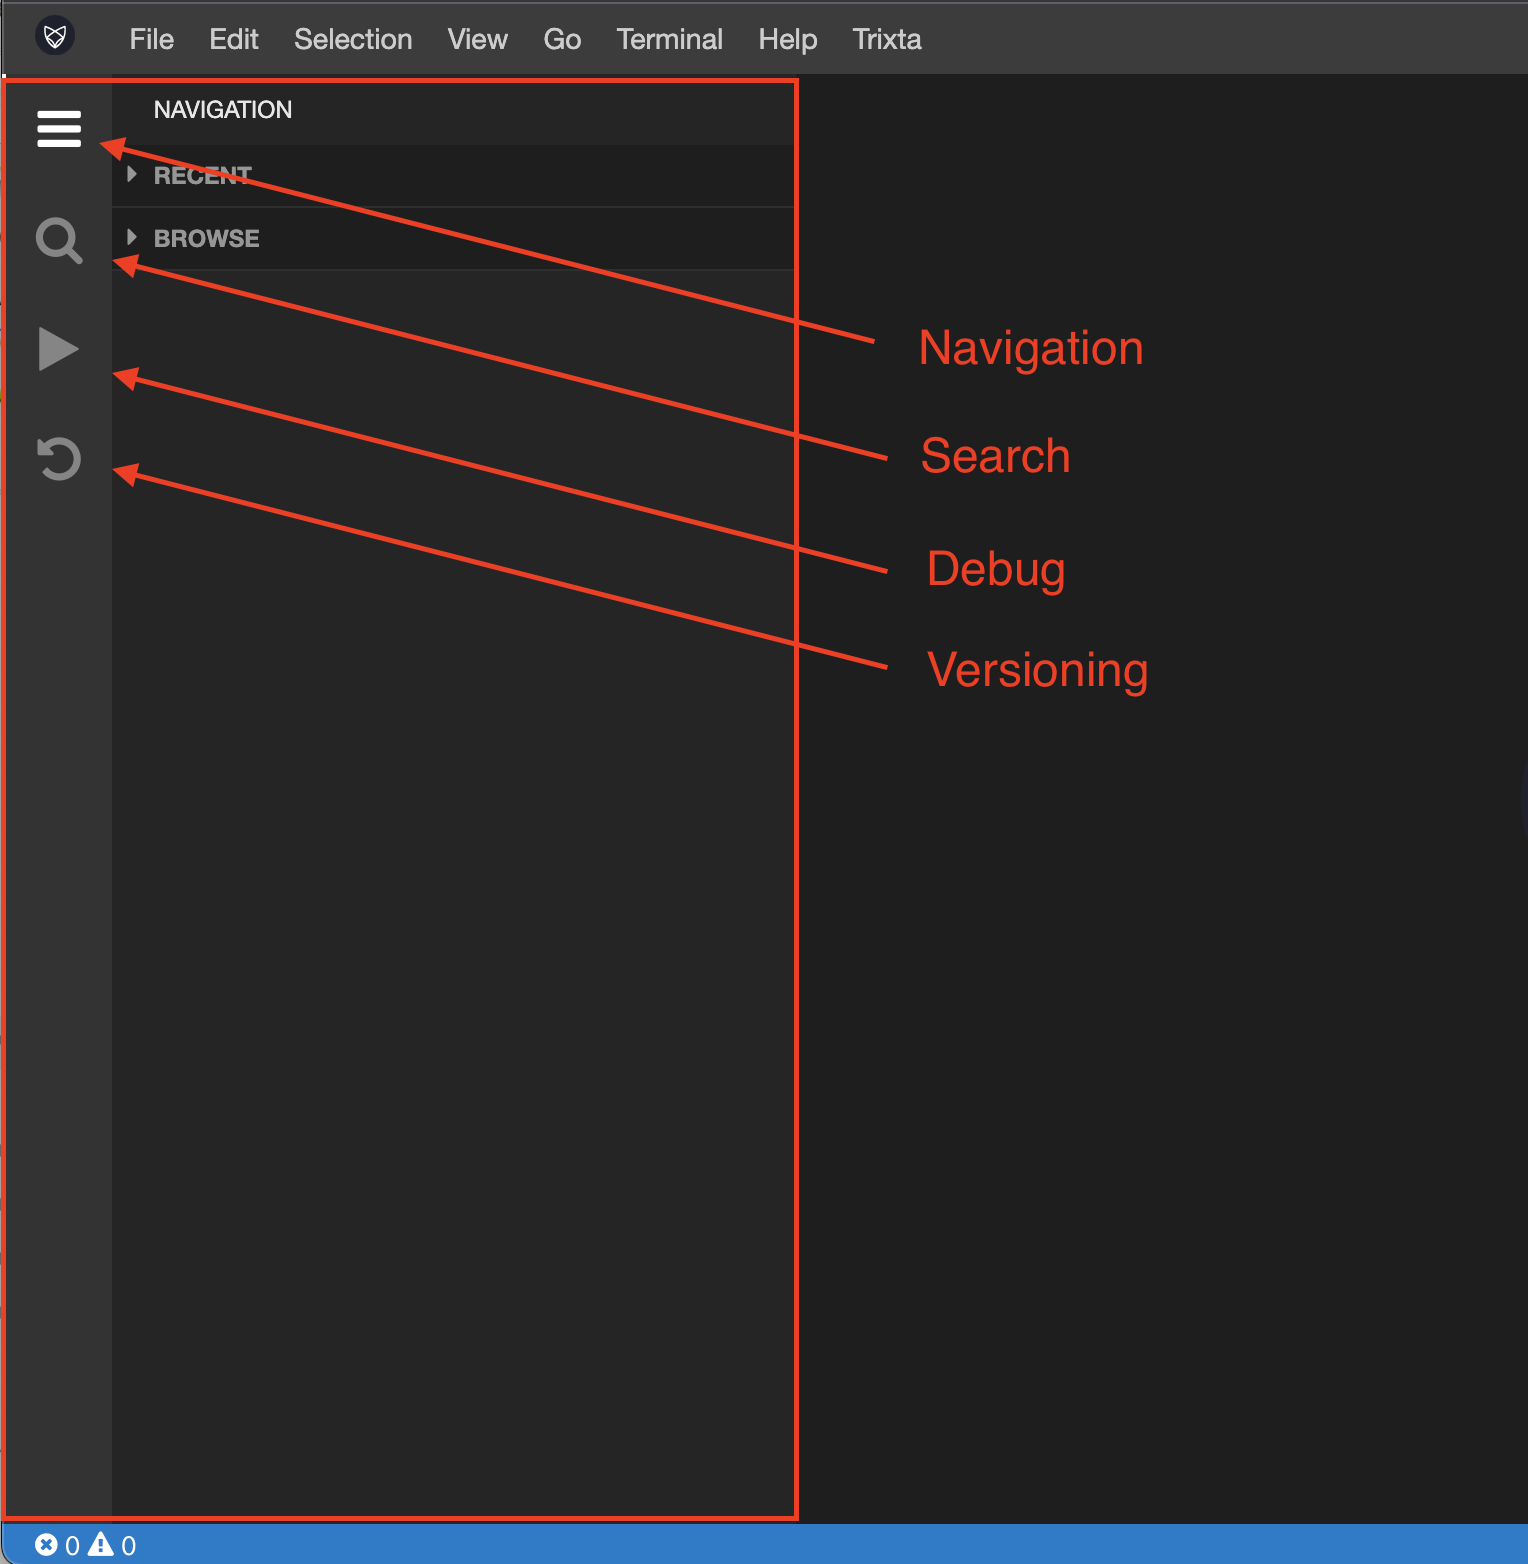 File Edit Selection View Go Terminal Help Trixta
NAVIGATION
RECENT
BROWSE
Navigation
Search
Debug
Versioning
0 0